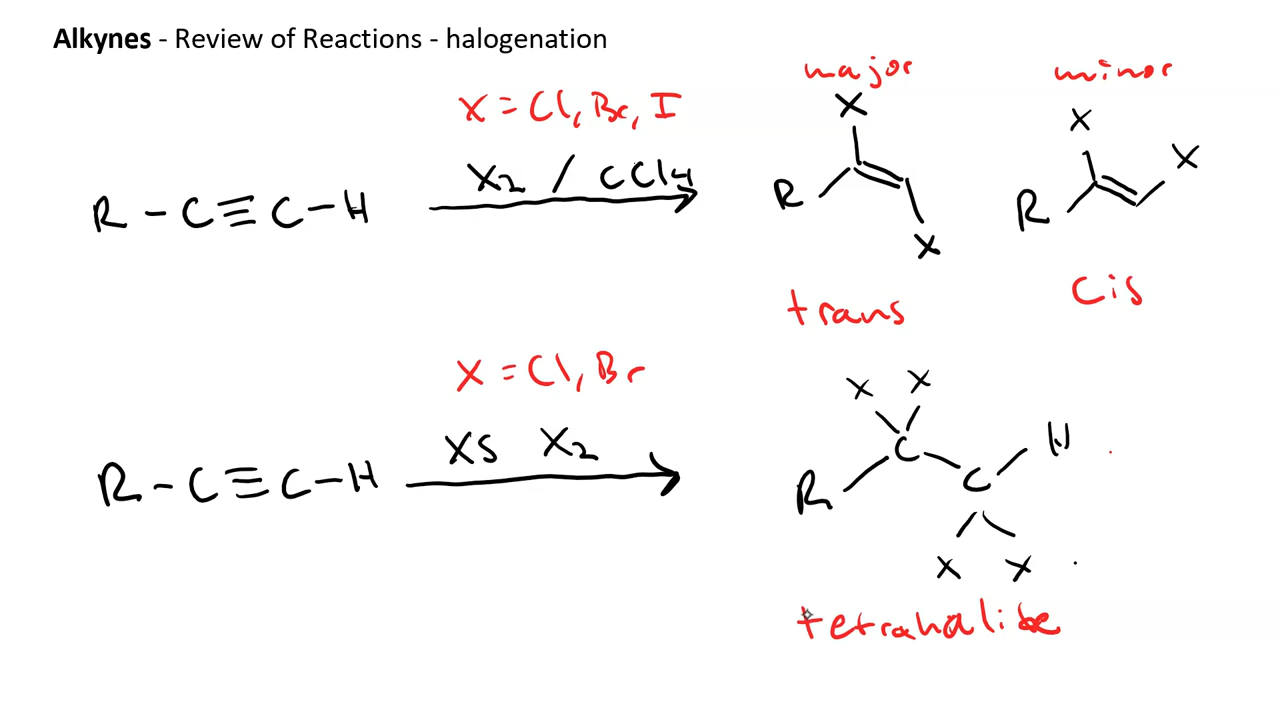 Alkynes - Review of Reactions - halogenation
major minor
X = Cl, Br, I
X2 / CCl4
R - C≡C-H
X
R
X
X
X
R
trans
cis
X = Cl, Br
XS X2
R - C≡C-H
X X
R C C H
X X
tetrahalide